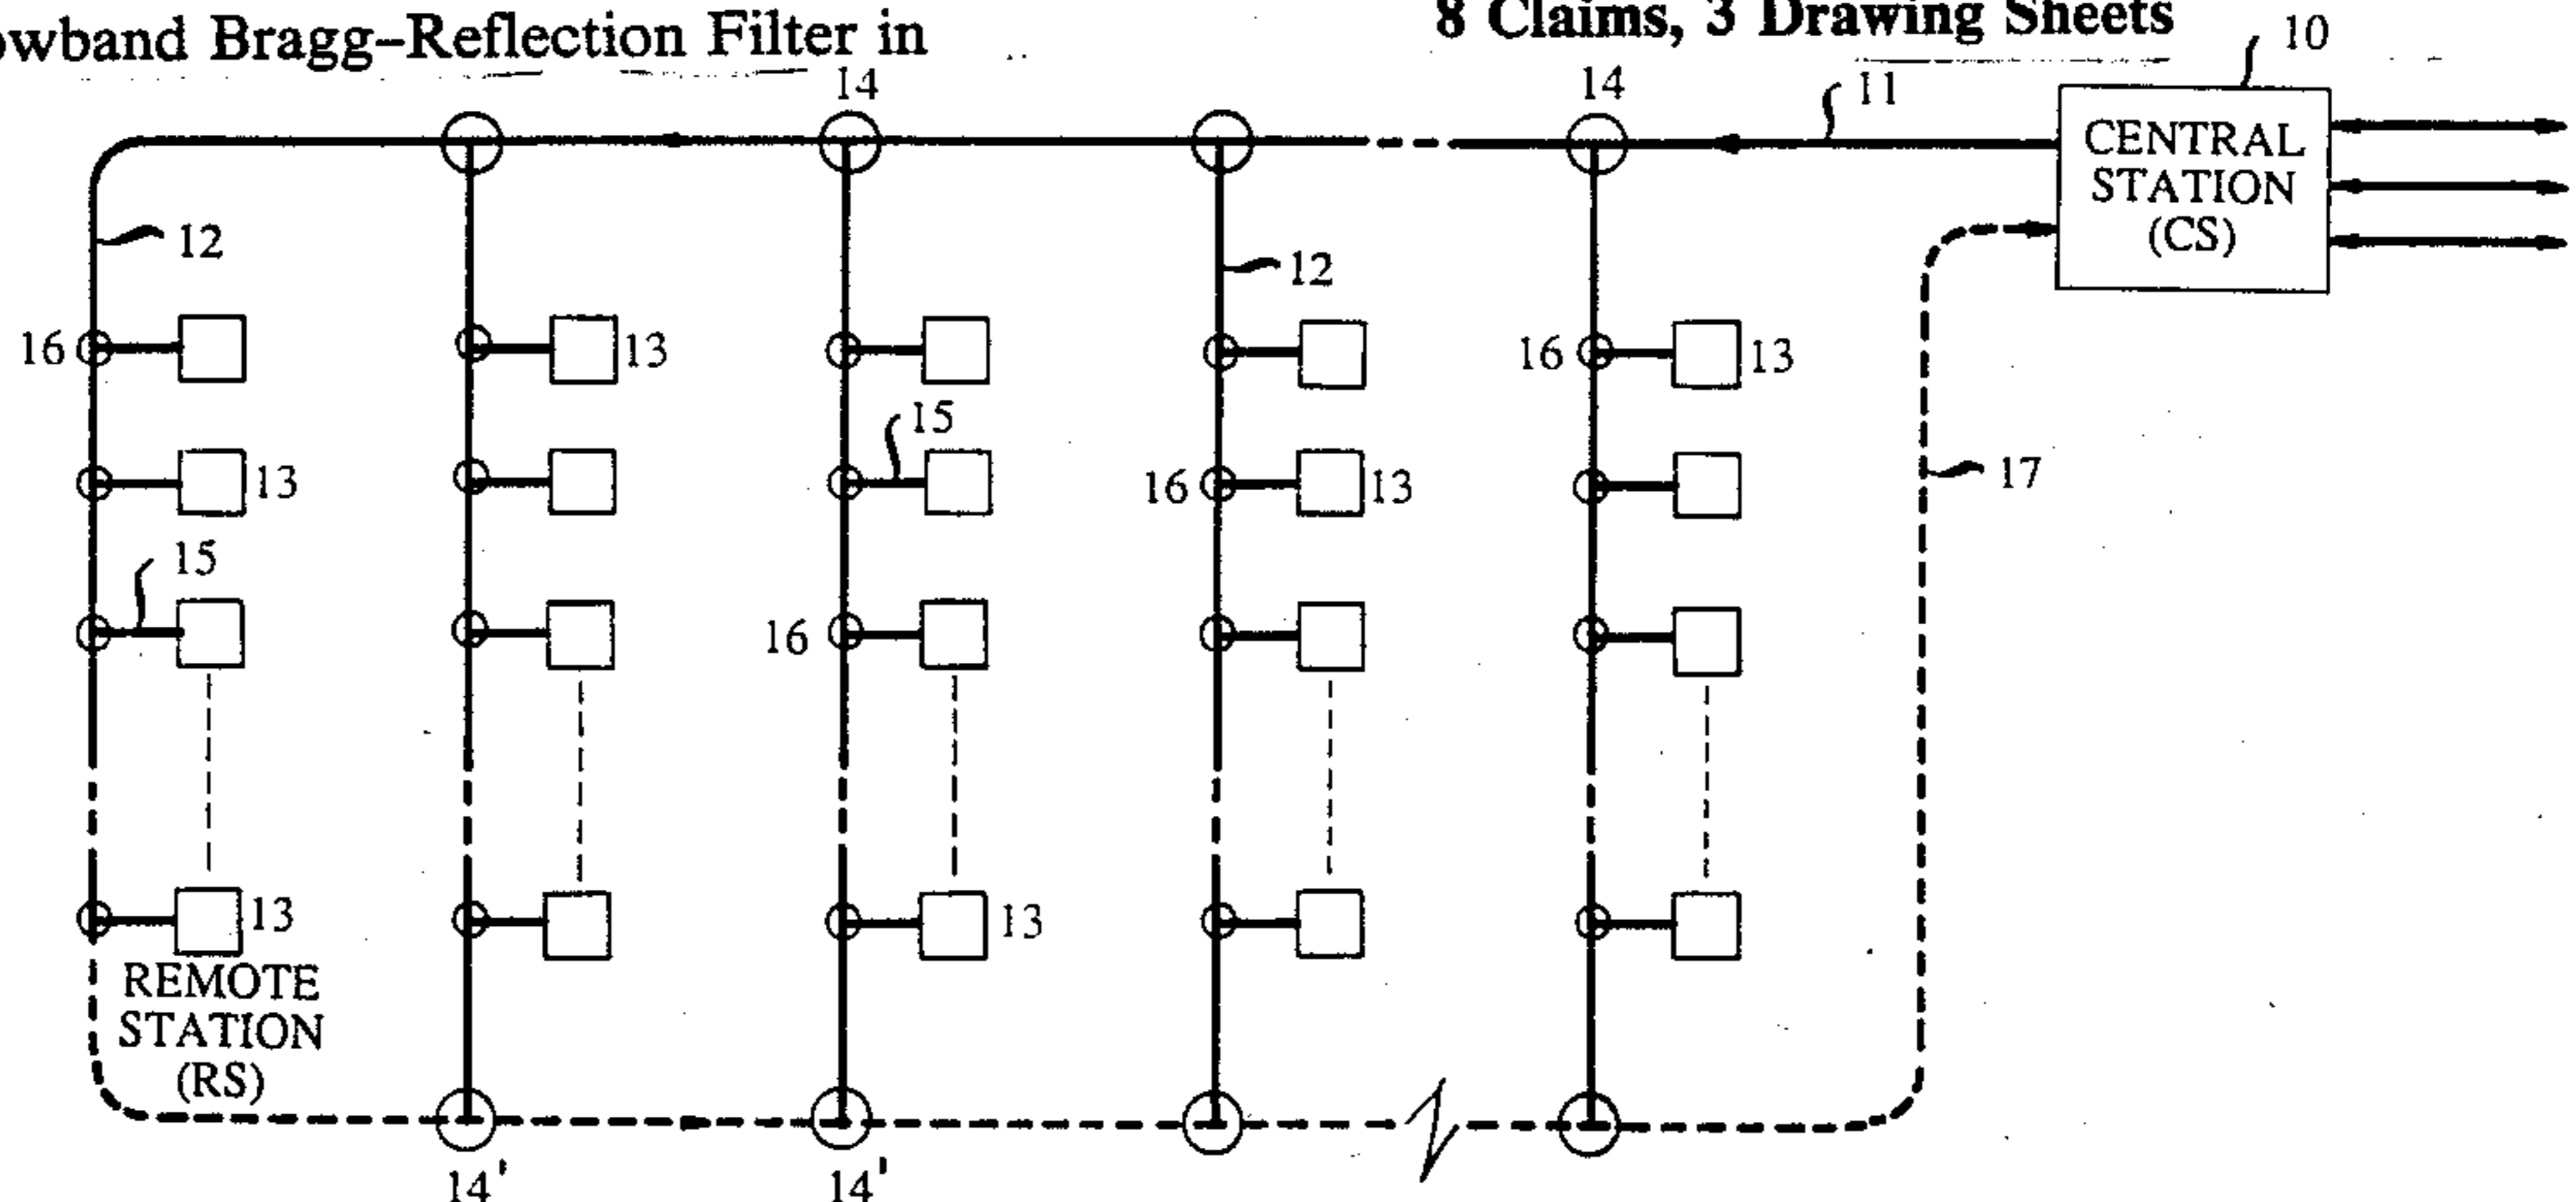 owband Bragg-Reflection Filter in
8 Claims, 3 Drawing Sheets
10
14
14
11
CENTRAL
STATION
(CS)
12
12
16
13
16
13
15
13
16
13
17
15
16
13
13
REMOTE
STATION
(RS)
14'
14'